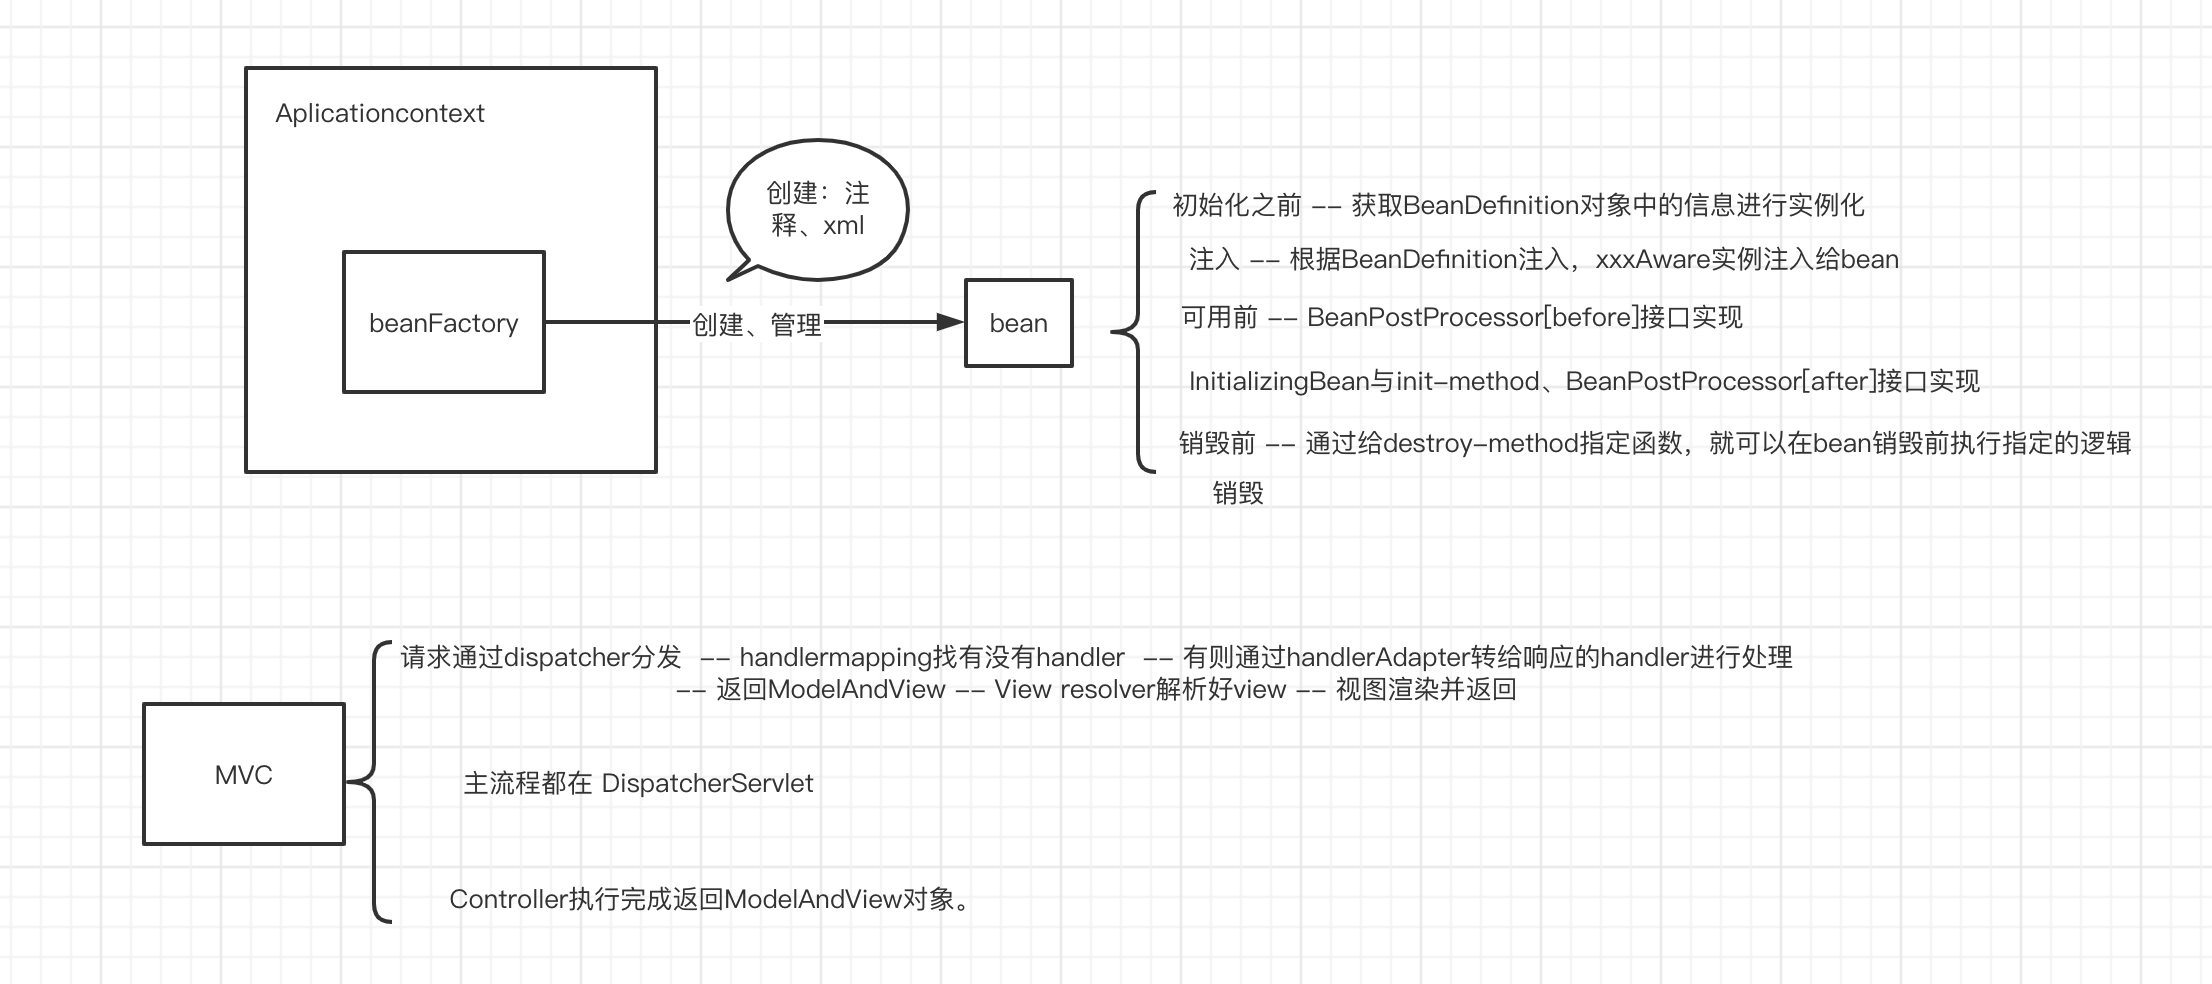 Aplicationcontext
创建：注
释、xml
beanFactory
创建、管理
bean
初始化之前 -- 获取BeanDefinition对象中的信息进行实例化
注入 -- 根据BeanDefinition注入，xxxAware实例注入给bean
可用前 -- BeanPostProcessor[before]接口实现
InitializingBean与init-method、BeanPostProcessor[after]接口实现
销毁前 -- 通过给destroy-method指定函数，就可以在bean销毁前执行指定的逻辑
销毁
MVC
请求通过dispatcher分发 -- handlermapping找有没有handler -- 有则通过handlerAdapter转给响应的handler进行处理
-- 返回ModelAndView -- View resolver解析好view -- 视图渲染并返回
主流程都在 DispatcherServlet
Controller执行完成返回ModelAndView对象。